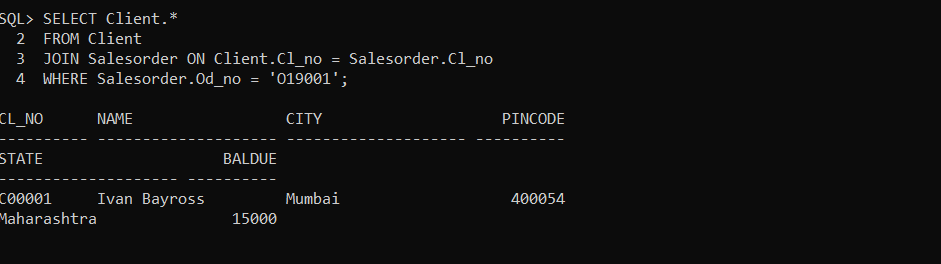 SQL> SELECT Client.*
2 FROM Client
3 JOIN Salesorder ON Client.Cl_no = Salesorder.Cl_no
4 WHERE Salesorder.Od_no = 'O19001';
CL_NO NAME CITY PINCODE
---------- -------------------- -------------------- ----------
STATE BALDUE
-------------------- ----------
C00001 Ivan Bayross Mumbai 400054
Maharashtra 15000